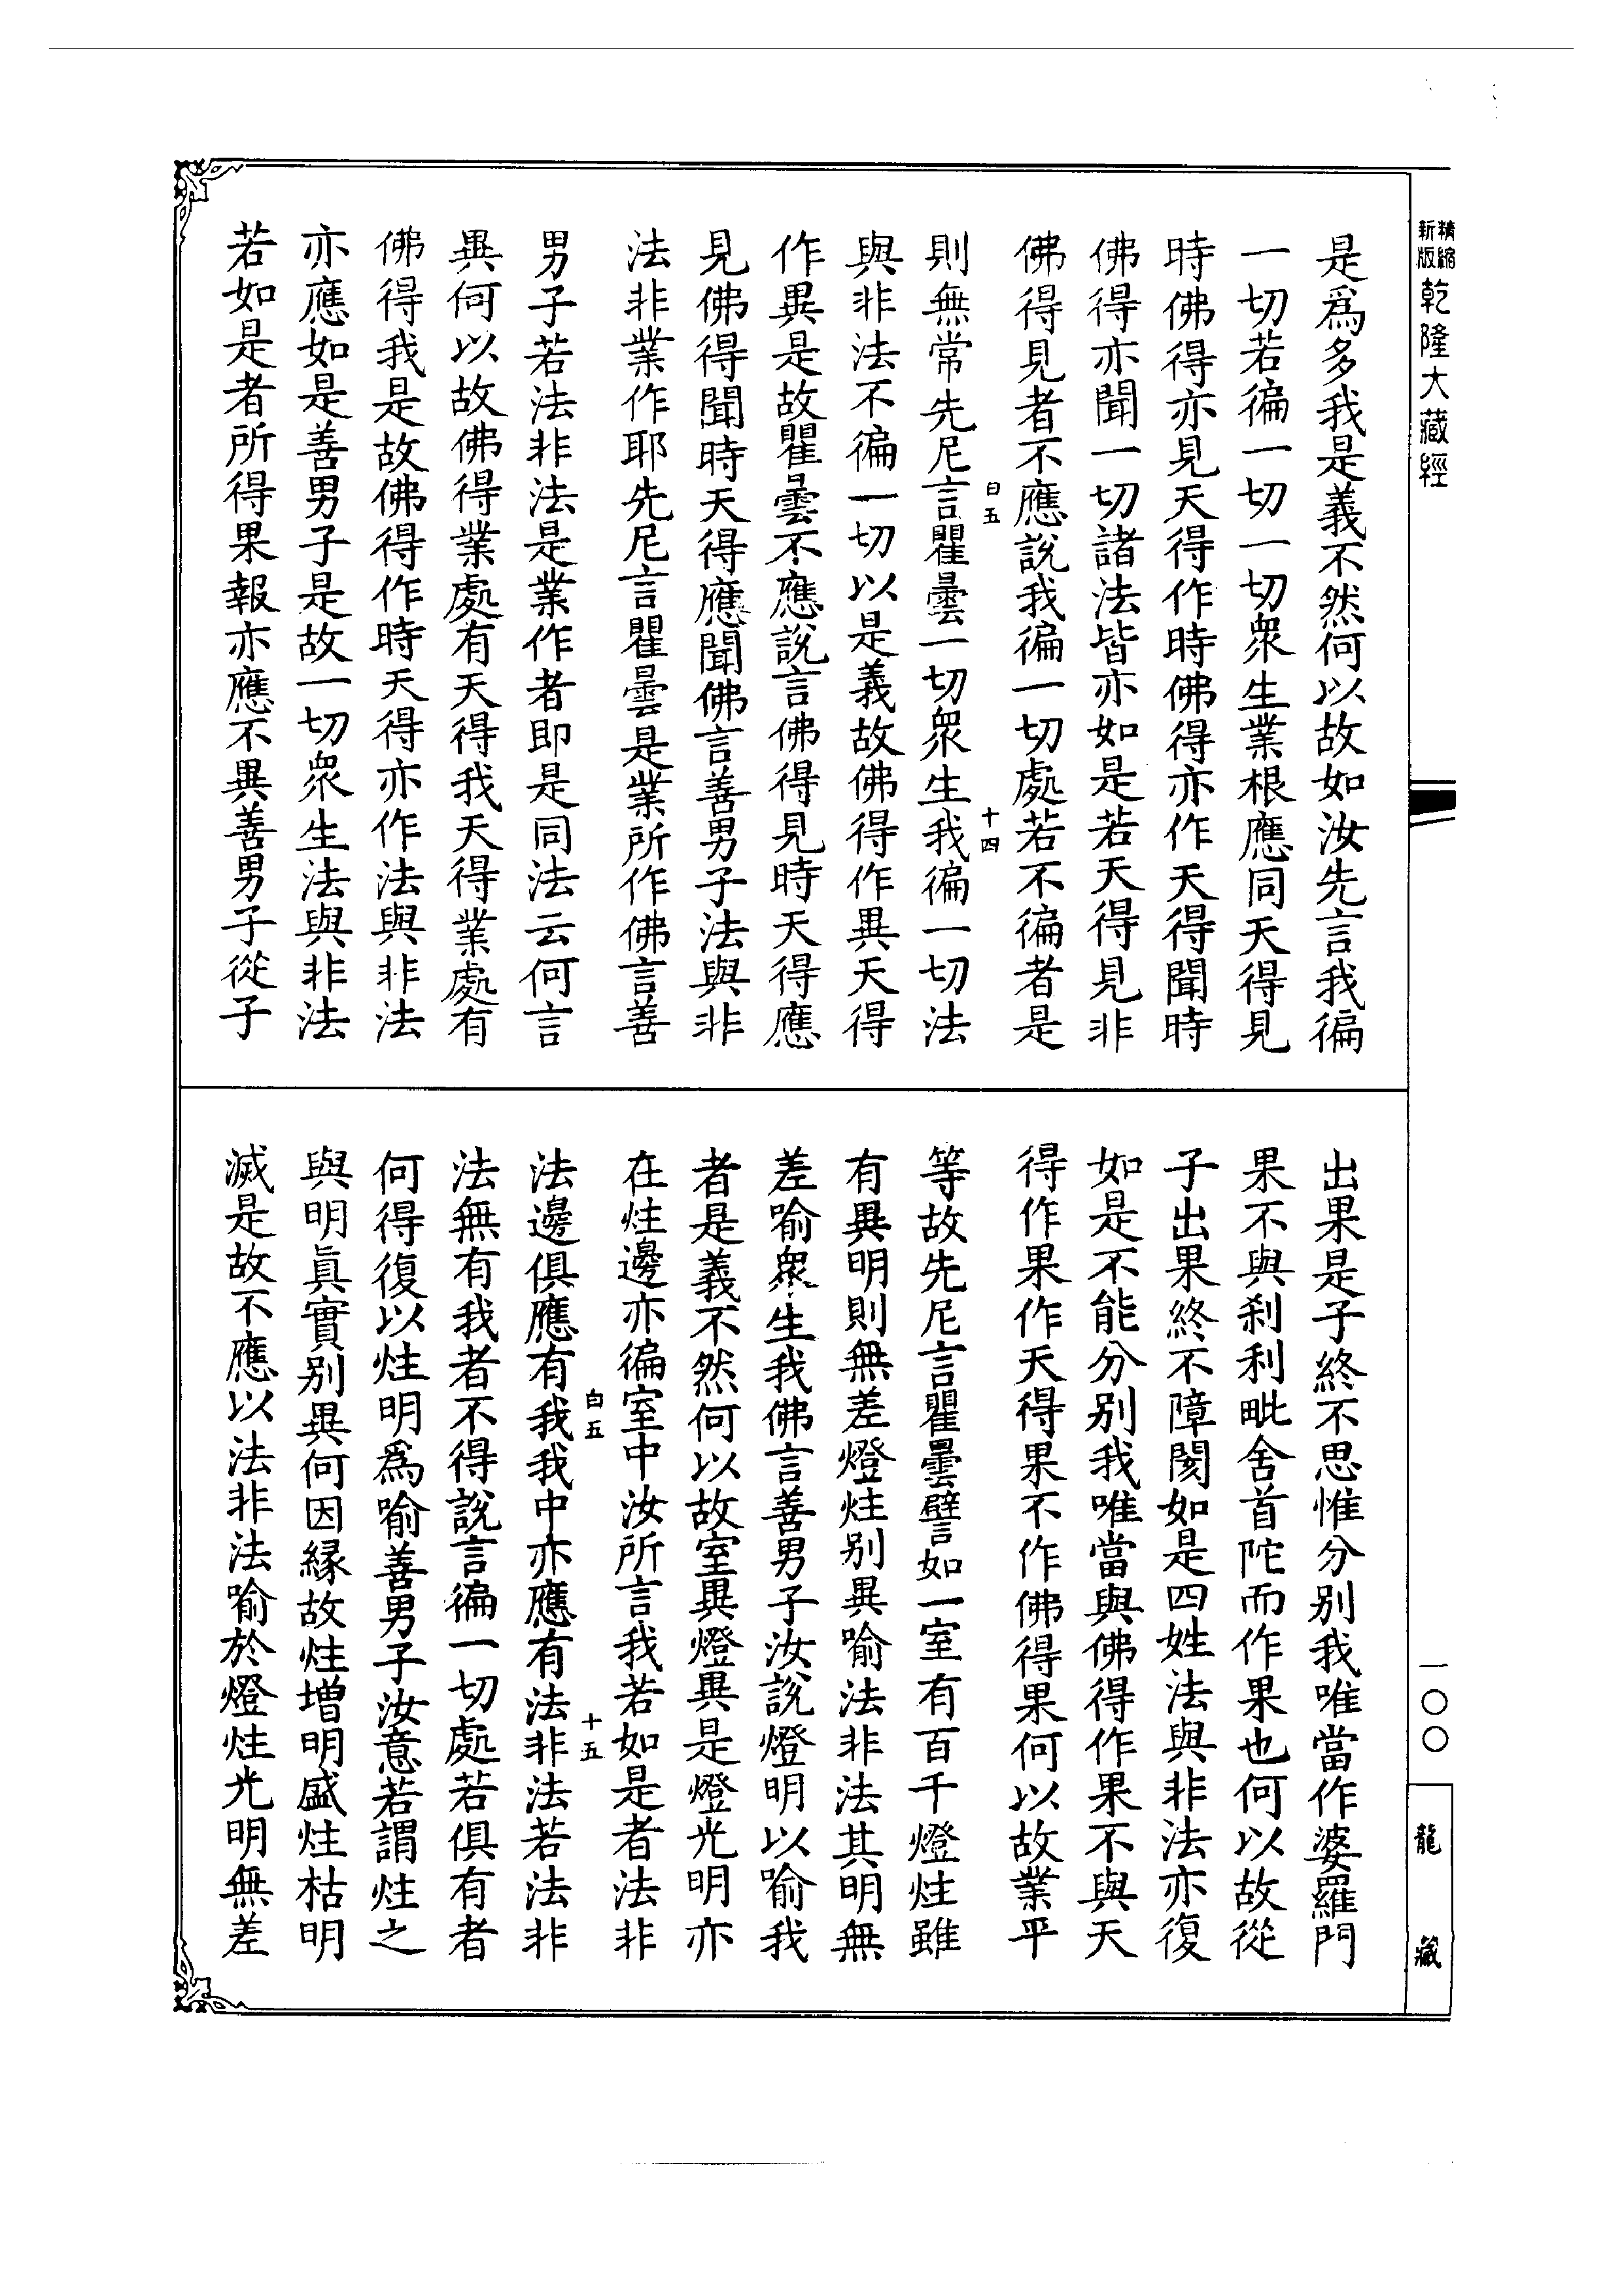 新版精縮
乾隆大藏經
是爲多我是義不然何以故如汝先言我徧
一切若徧一切一切衆生業根應同天得見
時佛得亦見天得作時佛得亦作天得聞時
佛得亦聞一切諸法皆亦如是若天得見非
佛得見者不應說我徧一切處若不徧者是
則無常先尼言瞿曇一切衆生我徧一切法
與非法不徧一切以是義故佛得作異天得
作異是故瞿曇不應說言佛得見時天得應
見佛得聞時天得應聞佛言善男子法與非
法非業作耶先尼言瞿曇是業所作佛言善
男子若法非法是業作者即是同法云何言
異何以故佛得業處有天得我天得業處有
佛得我是故佛得作時天得亦作法與非法
亦應如是善男子是故一切衆生法與非法
若如是者所得果報亦應不異善男子從子
出果是子終不思惟分別我唯當作婆羅門
果不與刹利毗舍首陀而作果也何以故從
子出果終不障閡如是四姓法與非法亦復
如是不能分別我唯當與佛得作果不與天
得作果作天得果不作佛得果何以故業平
等故先尼言瞿曇譬如一室有百千燈炷雖
有異明則無差燈炷別異喻法非法其明無
差喻衆生我佛言善男子汝說燈明以喻我
者是義不然何以故室異燈異是燈光明亦
在炷邊亦徧室中汝所言我若如是者法非
法邊俱應有我我中亦應有法非法若法非
法無有我者不得說言徧一切處若俱有者
何得復以炷明爲喻善男子汝意若謂炷之
與明眞實別異何因緣故炷增明盛炷枯明
滅是故不應以法非法喻於燈炷光明無差
一〇〇
龍藏
白五
十四
白五
十五